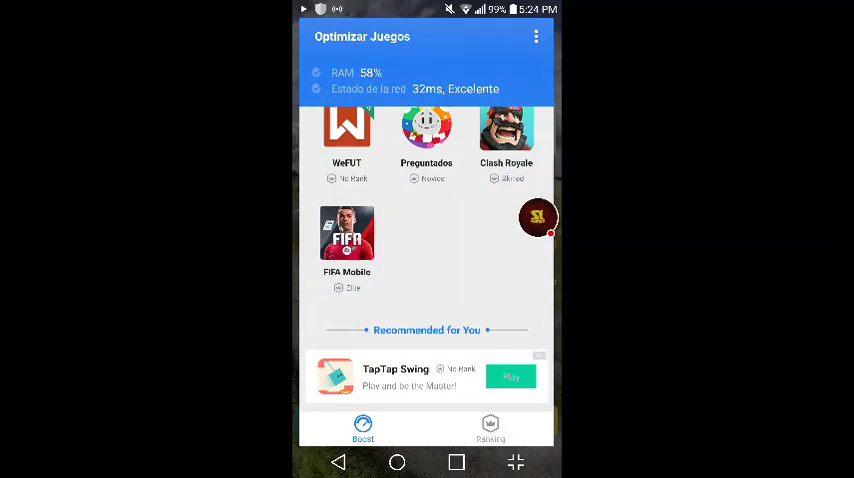 99% 5:24 PM
Optimizar Juegos
RAM 58%
Estado de la red 32ms, Excelente
WeFUT Preguntados Clash Royale
No Rank Novice Skilled
FIFA
FIFA Mobile
Elite
Recommended for You
TapTap Swing No Rank
Play and be the Master!
Play
Boost Ranking